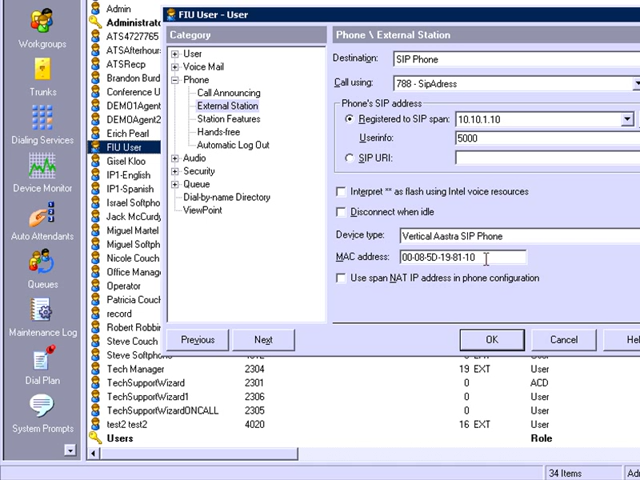 Workgroups
Trunks
Dialing Services
Device Monitor
Auto Attendants
Queues
Maintenance Log
Dial Plan
System Prompts
Admin
Administrato
ATS4727765
ATSAfterhour
ATSRecp
Brandon Burd
Conference U
DEMO1Agent
DEMOAgent2
Erich Pearl
FIU User
Gisel Kloo
IP1-English
IP1-Spanish
Israel Softpho
Jack McCurdy
Miguel Martel
Miguel Martel
Nicole Couch
Office Couch
Operator
Patricia Couch
record
Robert Robbin
Steve Couch
Steve Softpho
Tech Manager 2304 19 EXT User
TechSupportWizard 2301 0 ACD
TechSupportWizard1 2306 0 User
TechSupportWizardONCALL 2305 0 User
test2 test2 4020 16 EXT User
Users Role
34 Items
FIU User - User
Category
User
Voice Mail
Phone
Call Announcing
External Station
Station Features
Hands-free
Automatic Log Out
Audio
Security
Queue
Dial-by-name Directory
ViewPoint
Phone \ External Station
Destination: SIP Phone
Call using: 788 - SipAdress
Phone's SIP address
Registered to SIP span: 10.10.1.10
Userinfo: 5000
SIP URI:
Interpret ** as flash using Intel voice resources
Disconnect when idle
Device type: Vertical Aastra SIP Phone
MAC address: 00-08-5D-19-81-10
Use span NAT IP address in phone configuration
Previous Next OK Cancel Hel